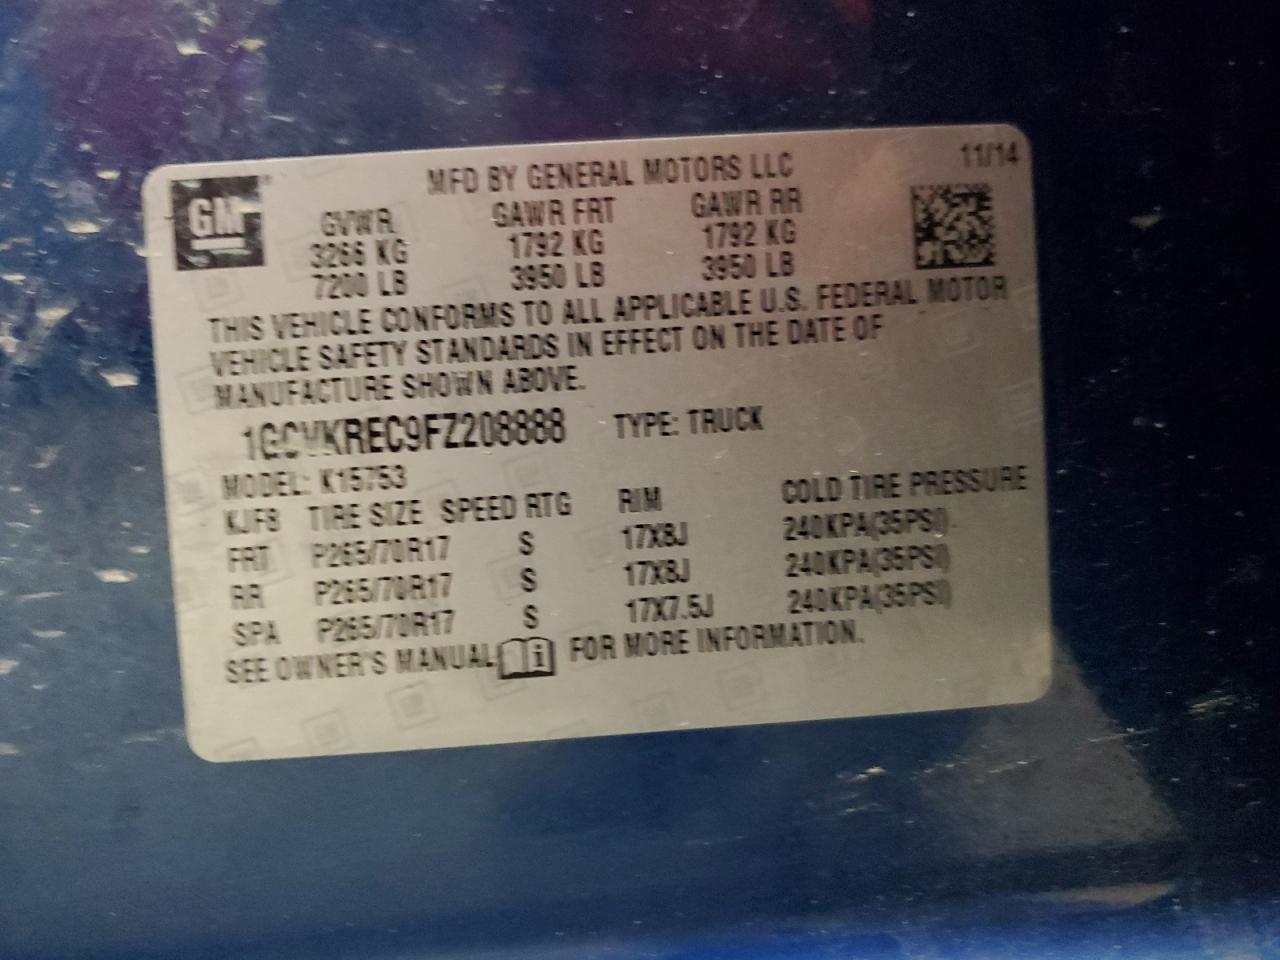 MFD BY GENERAL MOTORS LLC 11/14
GM
GVWR GAWR FRT GAWR RR
3266 KG 1792 KG 1792 KG
7200 LB 3950 LB 3950 LB
THIS VEHICLE CONFORMS TO ALL APPLICABLE U.S. FEDERAL MOTOR
VEHICLE SAFETY STANDARDS IN EFFECT ON THE DATE OF
MANUFACTURE SHOWN ABOVE.
1GCVKREC9FZ208888 TYPE: TRUCK
MODEL: K15753
KJF8 TIRE SIZE SPEED RTG RIM COLD TIRE PRESSURE
FRT P265/70R17 S 17X8J 240KPA(35PSI)
RR P265/70R17 S 17X8J 240KPA(35PSI)
SPA P265/70R17 S 17X7.5J 240KPA(35PSI)
SEE OWNER'S MANUAL i FOR MORE INFORMATION.